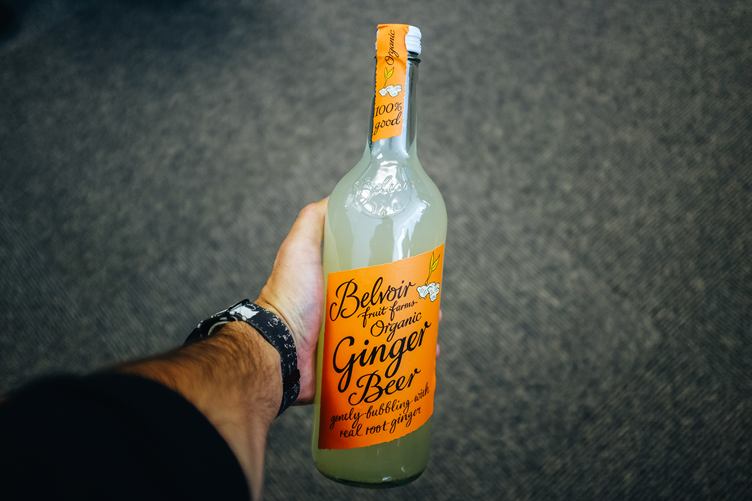 Organic
100%
good
Belvoir
fruit farms
Organic
Ginger
Beer
gently bubbling with
real root ginger